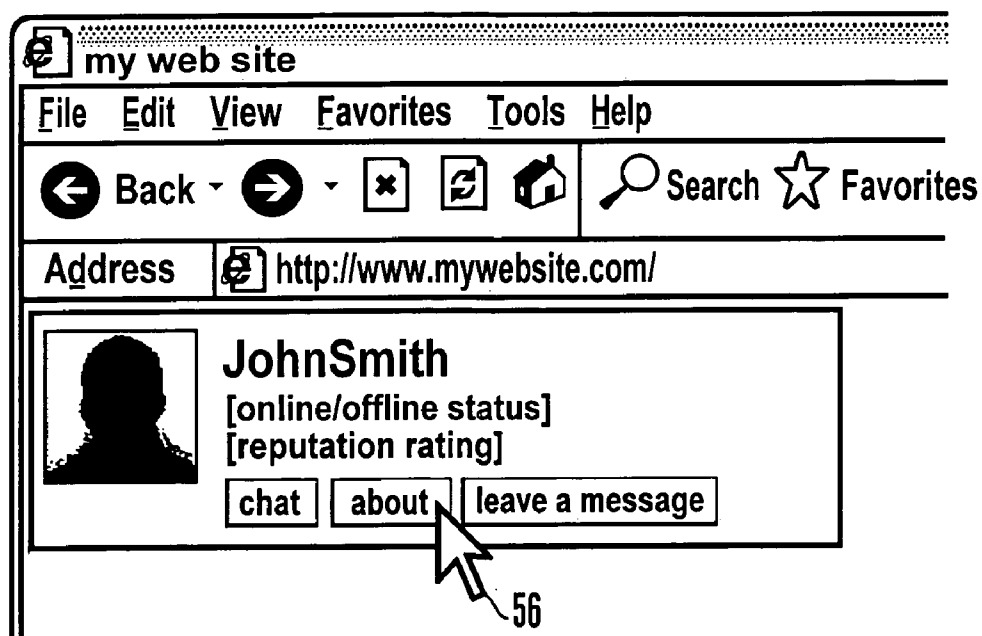 my web site
File Edit View Favorites Tools Help
Back Search Favorites
Address http://www.mywebsite.com/
JohnSmith
[online/offline status]
[reputation rating]
chat about leave a message
56